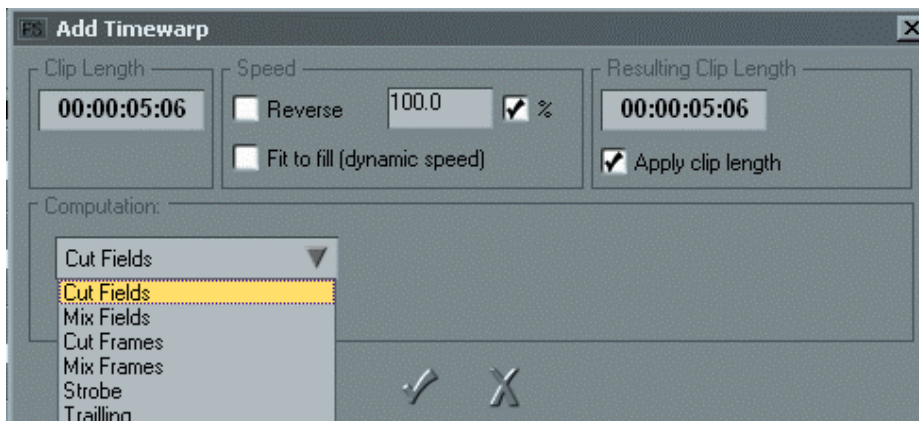 FS Add Timewarp
Clip Length
00:00:05:06
Speed
Reverse 100.0 %
Fit to fill (dynamic speed)
Resulting Clip Length
00:00:05:06
Apply clip length
Computation:
Cut Fields
Cut Fields
Mix Fields
Cut Frames
Mix Frames
Strobe
Trailling